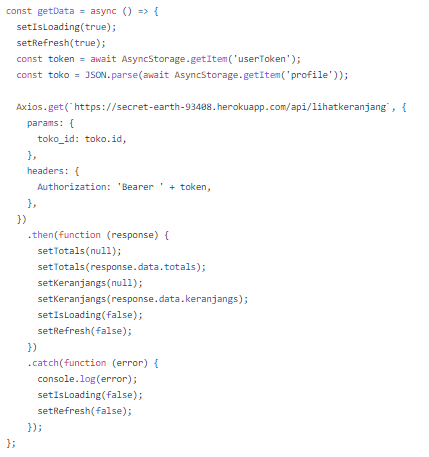 const getData = async () => {
  setIsLoading(true);
  setRefresh(true);
  const token = await AsyncStorage.getItem('userToken');
  const toko = JSON.parse(await AsyncStorage.getItem('profile'));

  Axios.get(`https://secret-earth-93408.herokuapp.com/api/lihatkeranjang`, {
    params: {
      toko_id: toko.id,
    },
    headers: {
      Authorization: 'Bearer ' + token,
    },
  })
    .then(function (response) {
      setTotals(null);
      setTotals(response.data.totals);
      setKeranjangs(null);
      setKeranjangs(response.data.keranjangs);
      setIsLoading(false);
      setRefresh(false);
    })
    .catch(function (error) {
      console.log(error);
      setIsLoading(false);
      setRefresh(false);
    });
};